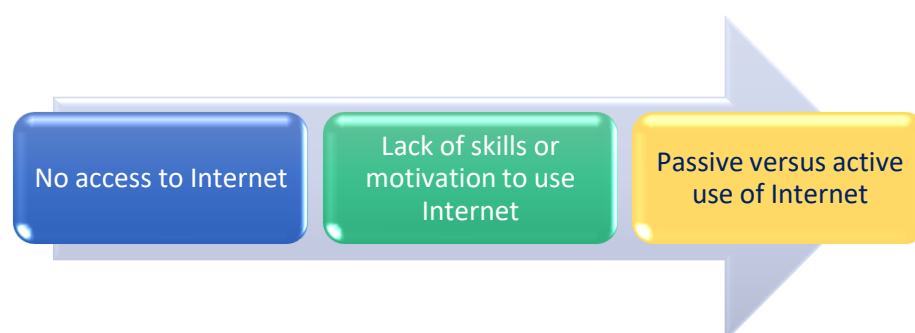 No access to Internet
Lack of skills or
motivation to use
Internet
Passive versus active
use of Internet